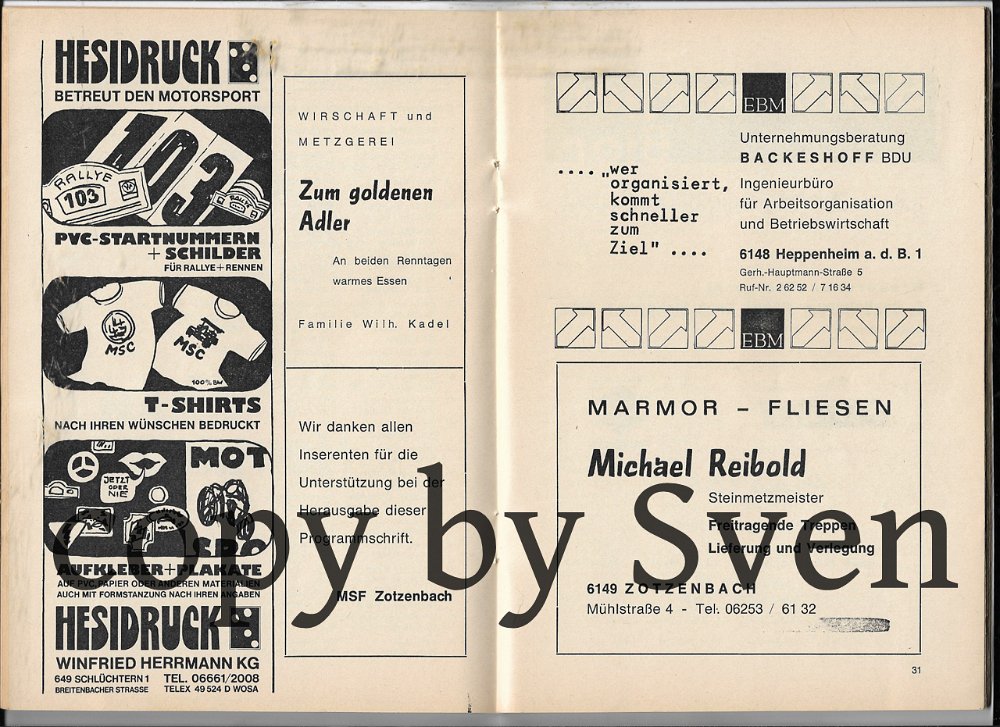 HESIDRUCK
BETREUT DEN MOTORSPORT
103
RALLYE
103
RALLYE
PVC-STARTNUMMERN
+ SCHILDER
FÜR RALLYE+RENNEN
MSC
MSC
100% BW
T-SHIRTS
NACH IHREN WÜNSCHEN BEDRUCKT
MOT
JETZT
ODER
NIE
CRO
AUFKLEBER+PLAKATE
AUF PVC, PAPIER ODER ANDEREN MATERIALIEN
AUCH MIT FORMSTANZUNG NACH IHREN ANGABEN
HESIDRUCK
WINFRIED HERRMANN KG
649 SCHLÜCHTERN 1 TEL. 06661/2008
BREITENBACHER STRASSE TELEX 49 524 D WOSA
WIRSCHAFT und
METZGEREI
Zum goldenen
Adler
An beiden Renntagen
warmes Essen
Familie Wilh. Kadel
Wir danken allen
Inserenten für die
Unterstützung bei der
Herausgabe dieser
Programmschrift.
MSF Zotzenbach
EBM
.... „wer
organisiert,
kommt
schneller
zum
Ziel" ....
Unternehmungsberatung
BACKESHOFF BDU
Ingenieurbüro
für Arbeitsorganisation
und Betriebswirtschaft
6148 Heppenheim a. d. B. 1
Gerh.-Hauptmann-Straße 5
Ruf-Nr. 2 62 52 / 7 16 34
EBM
MARMOR – FLIESEN
Michael Reibold
Steinmetzmeister
Freitragende Treppen
Lieferung und Verlegung
6149 ZOTZENBACH
Mühlstraße 4 - Tel. 06253 / 61 32
31
Copy by Sven